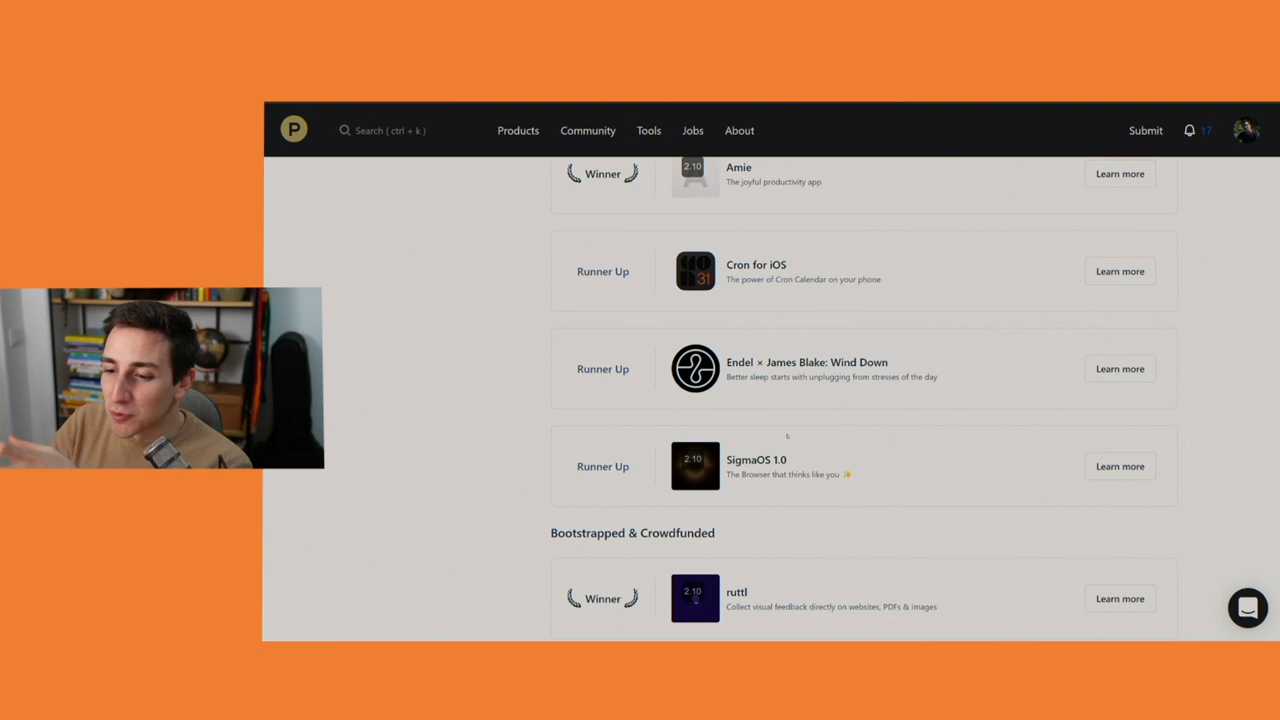 P
Search ( ctrl + k )
Products
Community
Tools
Jobs
About
Submit
17
Winner
2.10
Amie
The joyful productivity app
Learn more
Runner Up
31
Cron for iOS
The power of Cron Calendar on your phone
Learn more
Runner Up
Endel × James Blake: Wind Down
Better sleep starts with unplugging from stresses of the day
Learn more
Runner Up
2.10
SigmaOS 1.0
The Browser that thinks like you ✨
Learn more
Bootstrapped & Crowdfunded
Winner
2.10
ruttl
Collect visual feedback directly on websites, PDFs & images
Learn more